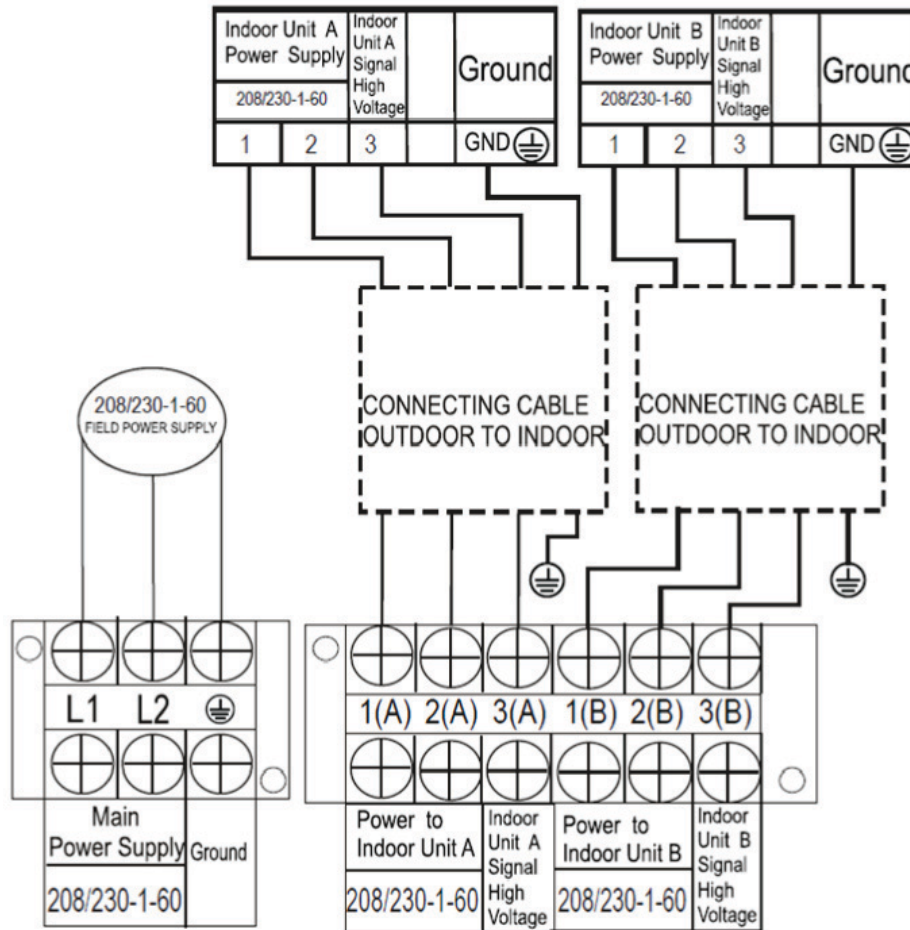 Indoor Unit A
Power Supply
208/230-1-60
Indoor
Unit A
Signal
High
Voltage
Ground
1 2 3 GND
Indoor Unit B
Power Supply
208/230-1-60
Indoor
Unit B
Signal
High
Voltage
Ground
1 2 3 GND
CONNECTING CABLE
OUTDOOR TO INDOOR
CONNECTING CABLE
OUTDOOR TO INDOOR
208/230-1-60
FIELD POWER SUPPLY
L1 L2
Main
Power Supply
208/230-1-60
Ground
1(A) 2(A) 3(A) 1(B) 2(B) 3(B)
Power to
Indoor Unit A
208/230-1-60
Indoor
Unit A
Signal
High
Voltage
Power to
Indoor Unit B
208/230-1-60
Indoor
Unit B
Signal
High
Voltage